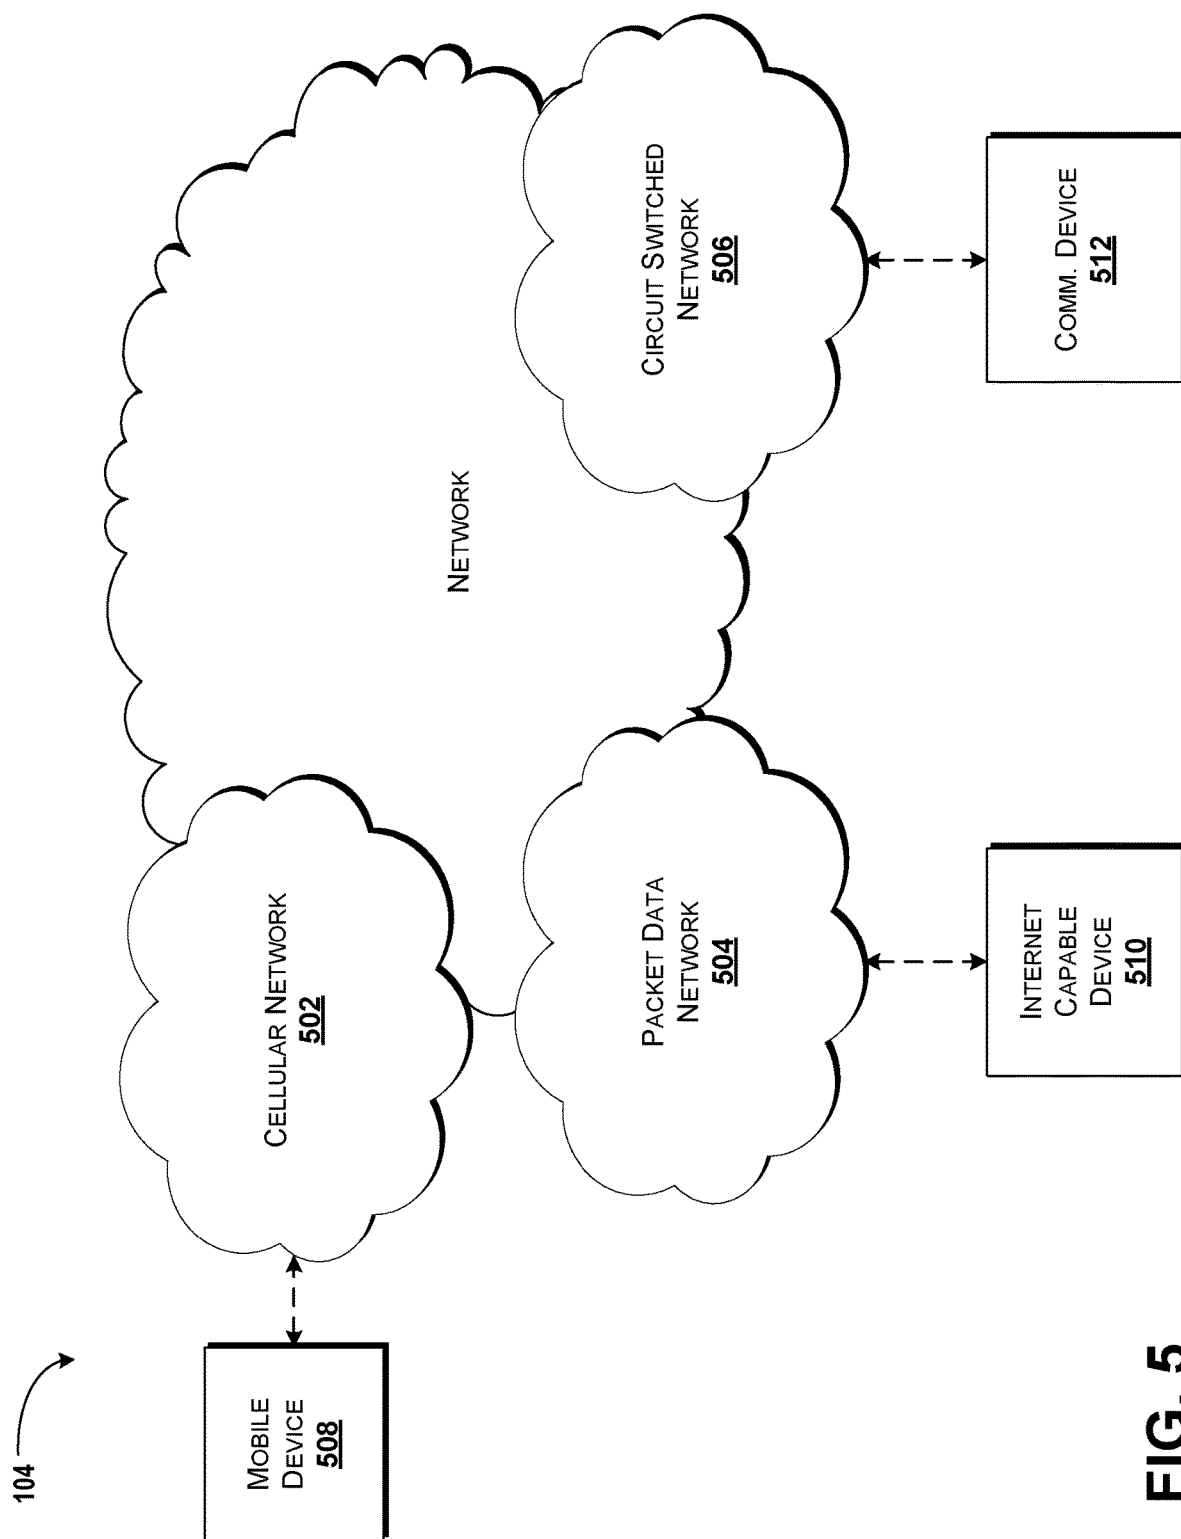 104
MOBILE
DEVICE
508
CELLULAR NETWORK
502
NETWORK
PACKET DATA
NETWORK
504
CIRCUIT SWITCHED
NETWORK
506
INTERNET
CAPABLE
DEVICE
510
COMM. DEVICE
512
FIG. 5